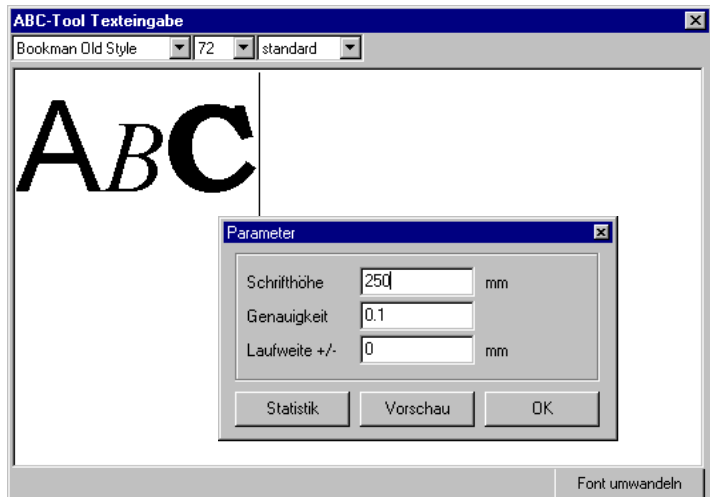 ABC-Tool Texteingabe
Bookman Old Style 72 standard
ABC
Parameter
Schrifthöhe 250 mm
Genauigkeit 0.1
Laufweite +/- 0 mm
Statistik Vorschau OK
Font umwandeln